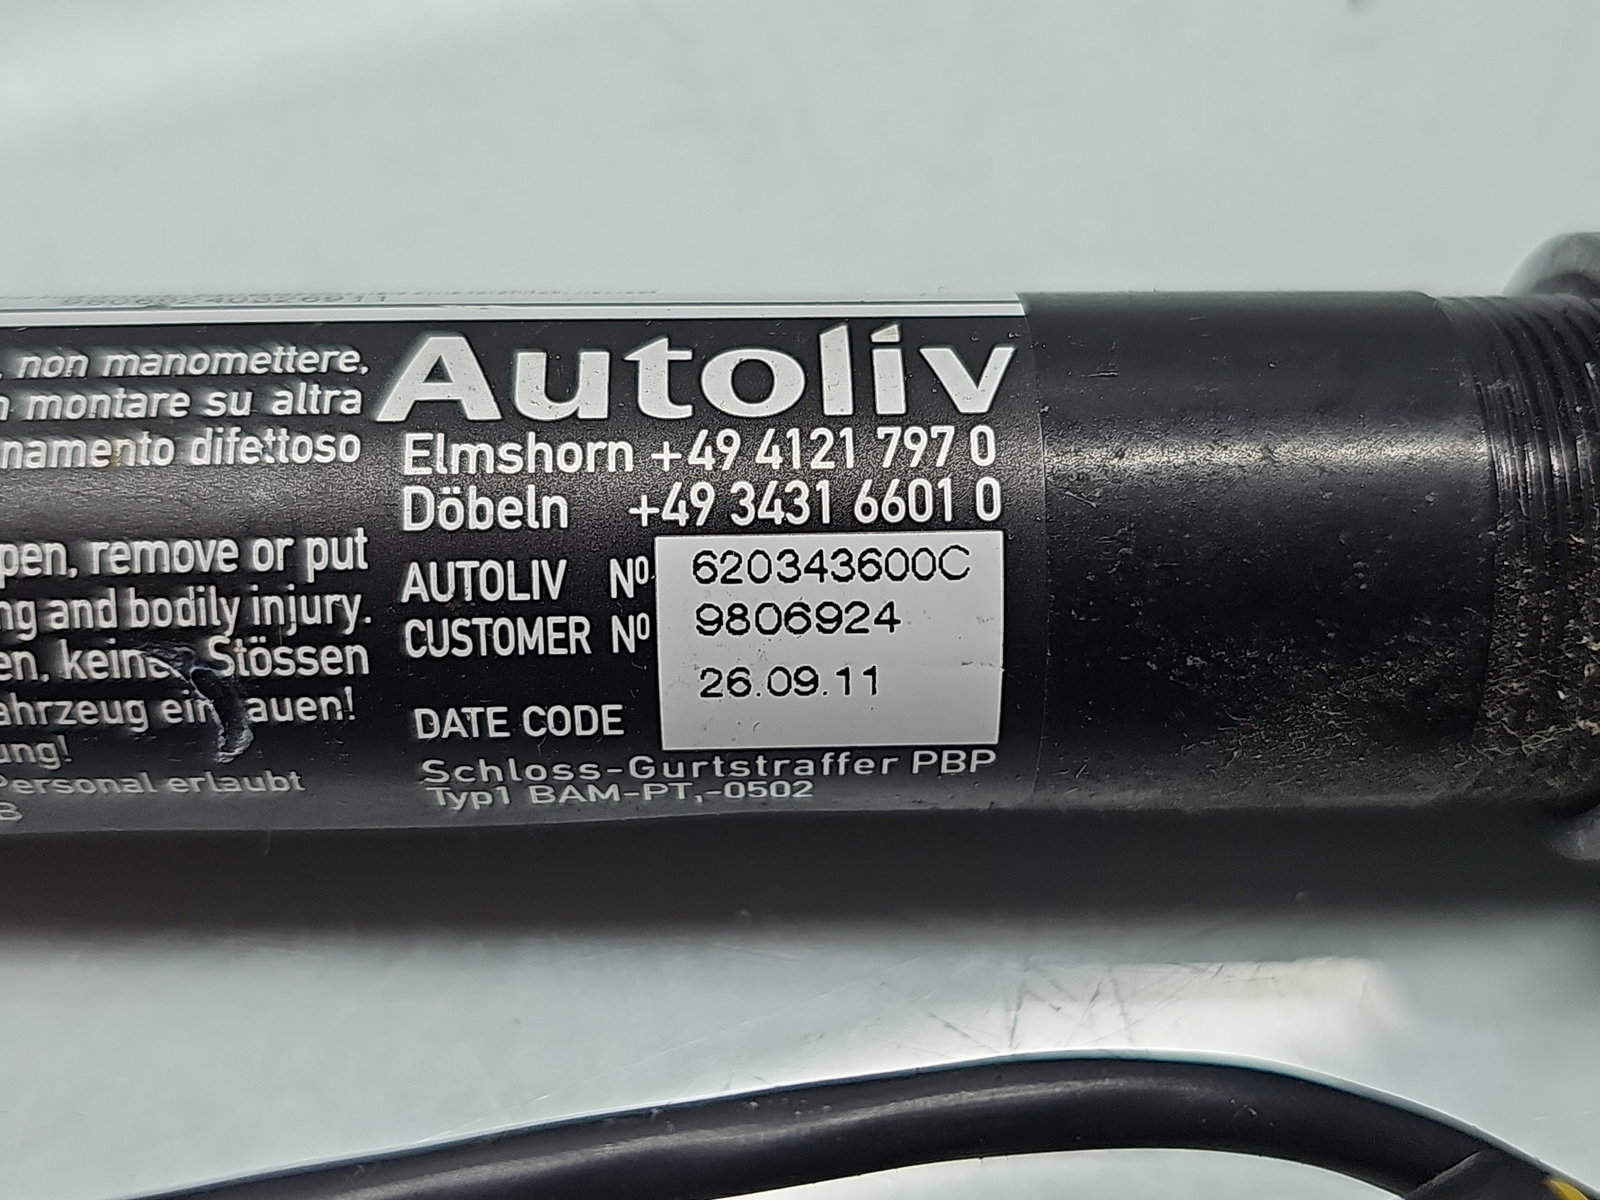 non manomettere,
montare su altra
namento difettoso
pen, remove or put
ng and bodily injury.
en, keine Stössen
ahrzeug ein auen!
ung!
Personal erlaubt
B
Autoliv
Elmshorn +49 4121 797 0
Döbeln +49 3431 6601 0
AUTOLIV Nº 620343600C
CUSTOMER Nº 9806924
DATE CODE 26.09.11
Schloss-Gurtstraffer PBP
Typ1 BAM-PT,-0502